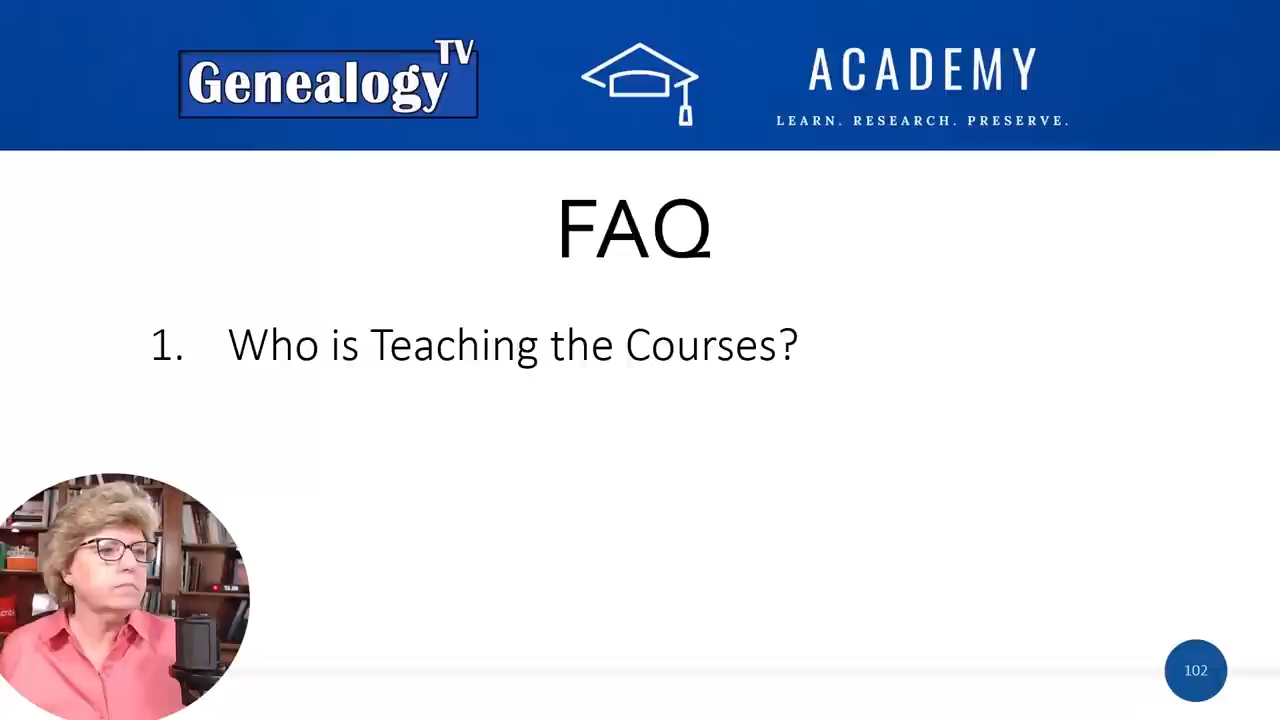 Genealogy TV
ACADEMY
LEARN. RESEARCH. PRESERVE.
FAQ
1. Who is Teaching the Courses?
102